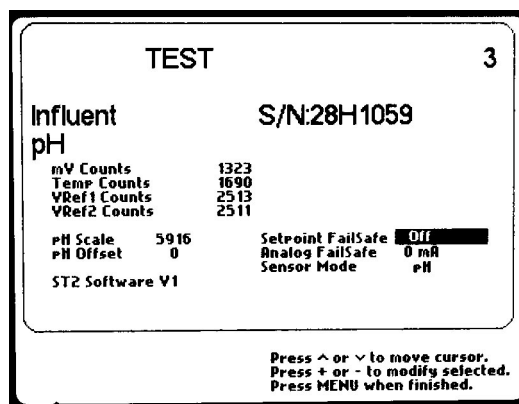 TEST 3
Influent S/N:28H1059
pH
mV Counts 1323
Temp Counts 1690
VRef1 Counts 2513
VRef2 Counts 2511
pH Scale 5916 Setpoint FailSafe Off
pH Offset 0 Analog FailSafe 0 mA
Sensor Mode pH
ST2 Software V1
Press ^ or v to move cursor.
Press + or - to modify selected.
Press MENU when finished.